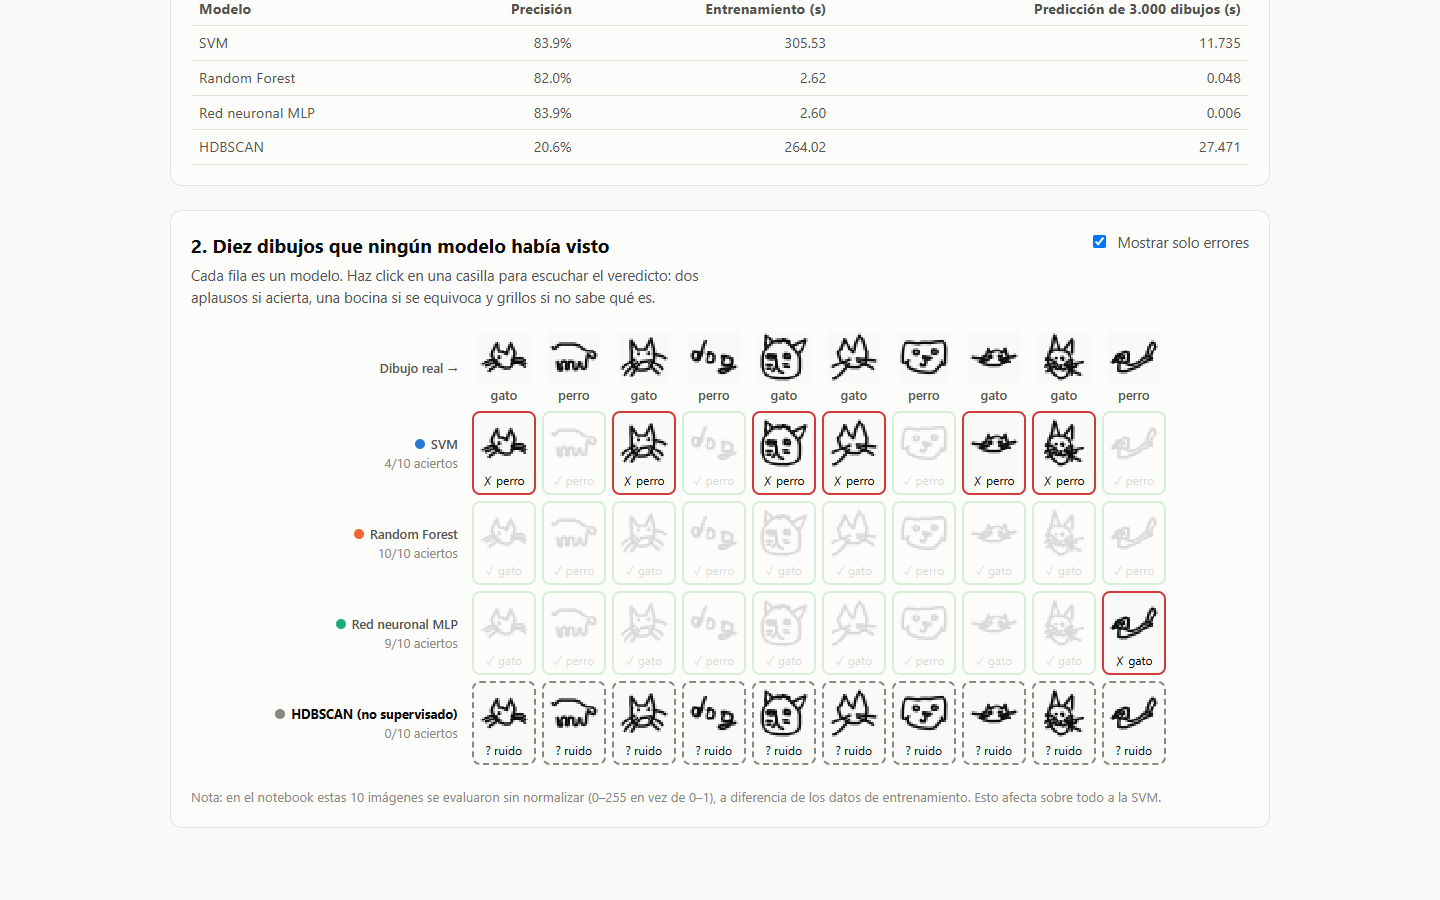 Modelo Precisión Entrenamiento (s) Predicción de 3.000 dibujos (s)
SVM 83.9% 305.53 11.735
Random Forest 82.0% 2.62 0.048
Red neuronal MLP 83.9% 2.60 0.006
HDBSCAN 20.6% 264.02 27.471
2. Diez dibujos que ningún modelo había visto
Mostrar solo errores
Cada fila es un modelo. Haz click en una casilla para escuchar el veredicto: dos
aplausos si acierta, una bocina si se equivoca y grillos si no sabe qué es.
Dibujo real →
dog
gato perro gato perro gato gato perro gato gato perro
SVM
4/10 aciertos
dog
✗ perro ✓ perro ✗ perro ✓ perro ✗ perro ✗ perro ✓ perro ✗ perro ✗ perro ✓ perro
Random Forest
10/10 aciertos
dog
✓ gato ✓ perro ✓ gato ✓ perro ✓ gato ✓ gato ✓ perro ✓ gato ✓ gato ✓ perro
Red neuronal MLP
9/10 aciertos
dog
✓ gato ✓ perro ✓ gato ✓ perro ✓ gato ✓ gato ✓ perro ✓ gato ✓ gato ✗ gato
HDBSCAN (no supervisado)
0/10 aciertos
dog
? ruido ? ruido ? ruido ? ruido ? ruido ? ruido ? ruido ? ruido ? ruido ? ruido
Nota: en el notebook estas 10 imágenes se evaluaron sin normalizar (0–255 en vez de 0–1), a diferencia de los datos de entrenamiento. Esto afecta sobre todo a la SVM.